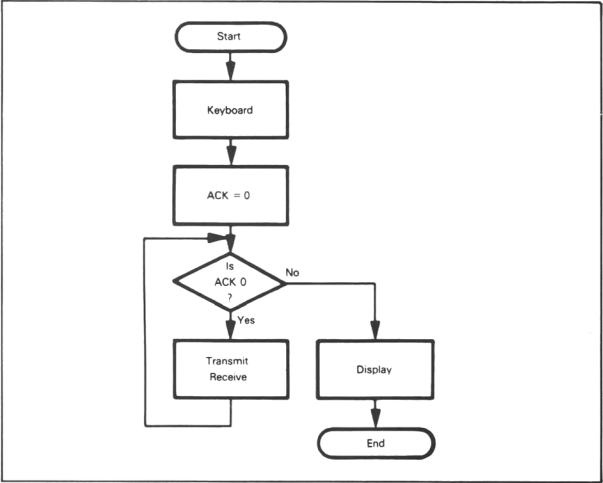 Start
Keyboard
ACK = 0
Is
ACK 0
?
No
Yes
Transmit
Receive
Display
End